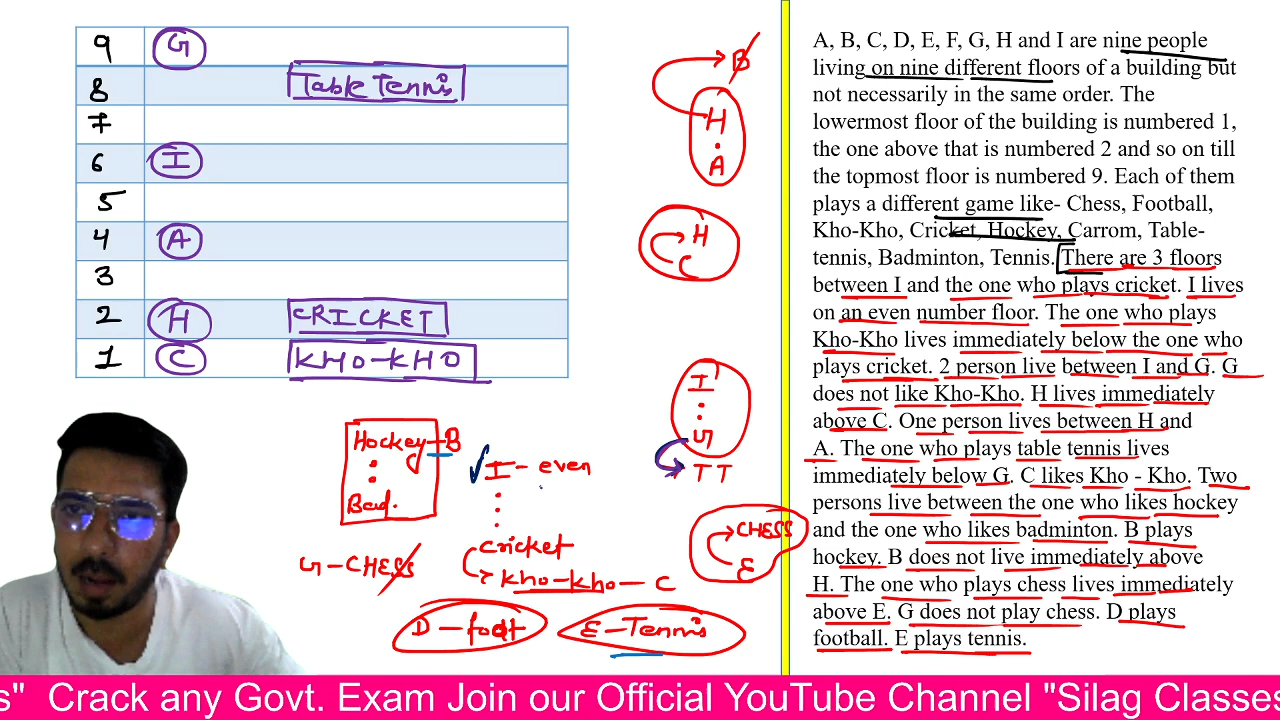 9 G
8 Table Tennis
7
6 I
5
4 A
3
2 H CRICKET
1 C KHO-KHO
B
H
A
H
C
I
G
TT
CHESS
E
Hockey-B
Bad.
I - even
cricket
kho-kho - C
G-CHESS
D-foot
E-Tennis
A, B, C, D, E, F, G, H and I are nine people
living on nine different floors of a building but
not necessarily in the same order. The
lowermost floor of the building is numbered 1,
the one above that is numbered 2 and so on till
the topmost floor is numbered 9. Each of them
plays a different game like- Chess, Football,
Kho-Kho, Cricket, Hockey, Carrom, Table-
tennis, Badminton, Tennis. There are 3 floors
between I and the one who plays cricket. I lives
on an even number floor. The one who plays
Kho-Kho lives immediately below the one who
plays cricket. 2 person live between I and G. G
does not like Kho-Kho. H lives immediately
above C. One person lives between H and
A. The one who plays table tennis lives
immediately below G. C likes Kho - Kho. Two
persons live between the one who likes hockey
and the one who likes badminton. B plays
hockey. B does not live immediately above
H. The one who plays chess lives immediately
above E. G does not play chess. D plays
football. E plays tennis.
s" Crack any Govt. Exam Join our Official YouTube Channel "Silag Classes